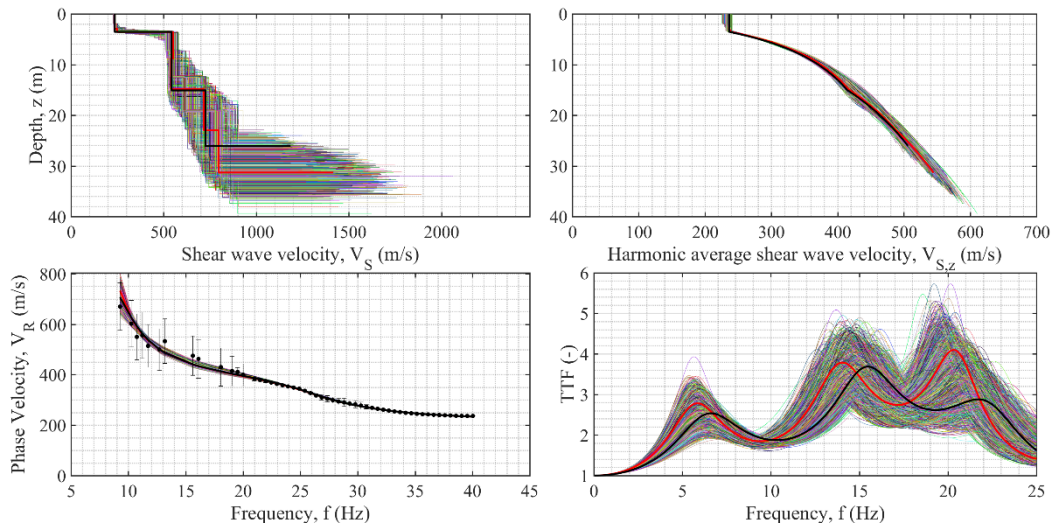 0
10
20
30
40
Depth, z (m)
0 500 1000 1500 2000
Shear wave velocity, V_S (m/s)
0
10
20
30
40
0 100 200 300 400 500 600 700
Harmonic average shear wave velocity, V_S,z (m/s)
800
600
400
200
0
Phase Velocity, V_R (m/s)
5 10 15 20 25 30 35 40 45
Frequency, f (Hz)
6
5
4
3
2
1
TTF (-)
0 5 10 15 20 25
Frequency, f (Hz)